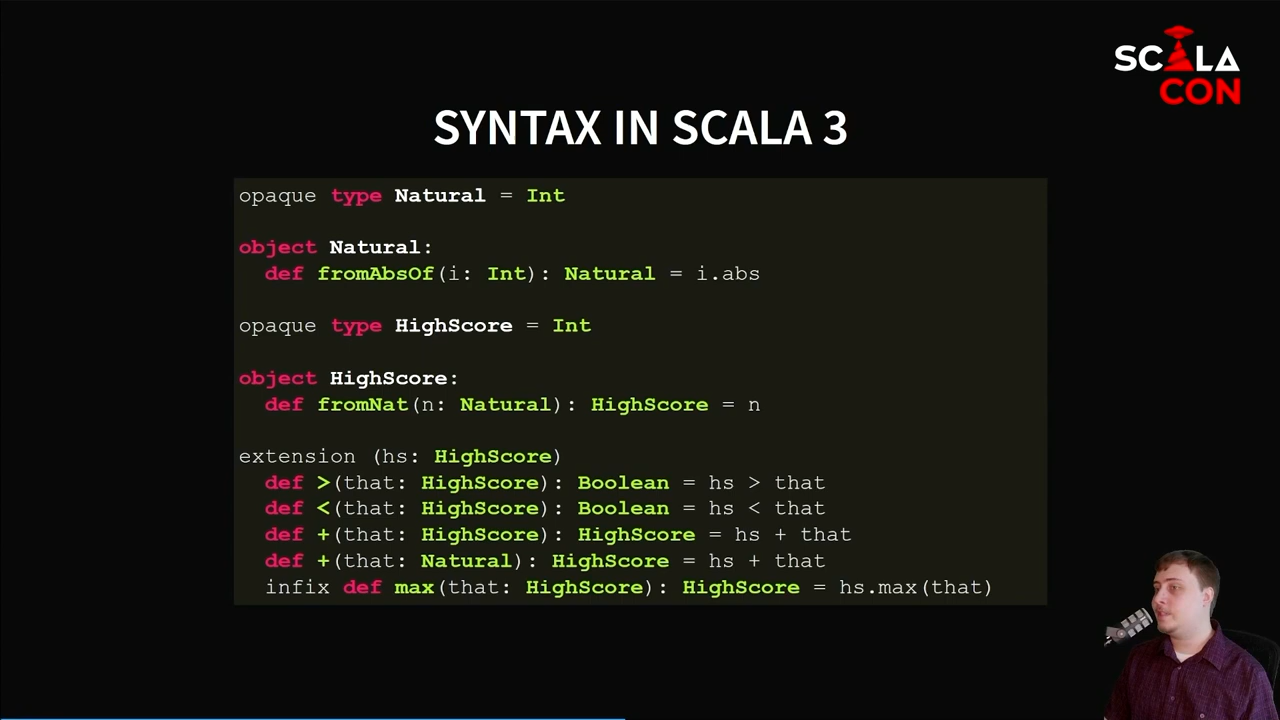 SCALA
CON
SYNTAX IN SCALA 3
opaque type Natural = Int
object Natural:
  def fromAbsOf(i: Int): Natural = i.abs
opaque type HighScore = Int
object HighScore:
  def fromNat(n: Natural): HighScore = n
extension (hs: HighScore)
  def >(that: HighScore): Boolean = hs > that
  def <(that: HighScore): Boolean = hs < that
  def +(that: HighScore): HighScore = hs + that
  def +(that: Natural): HighScore = hs + that
  infix def max(that: HighScore): HighScore = hs.max(that)